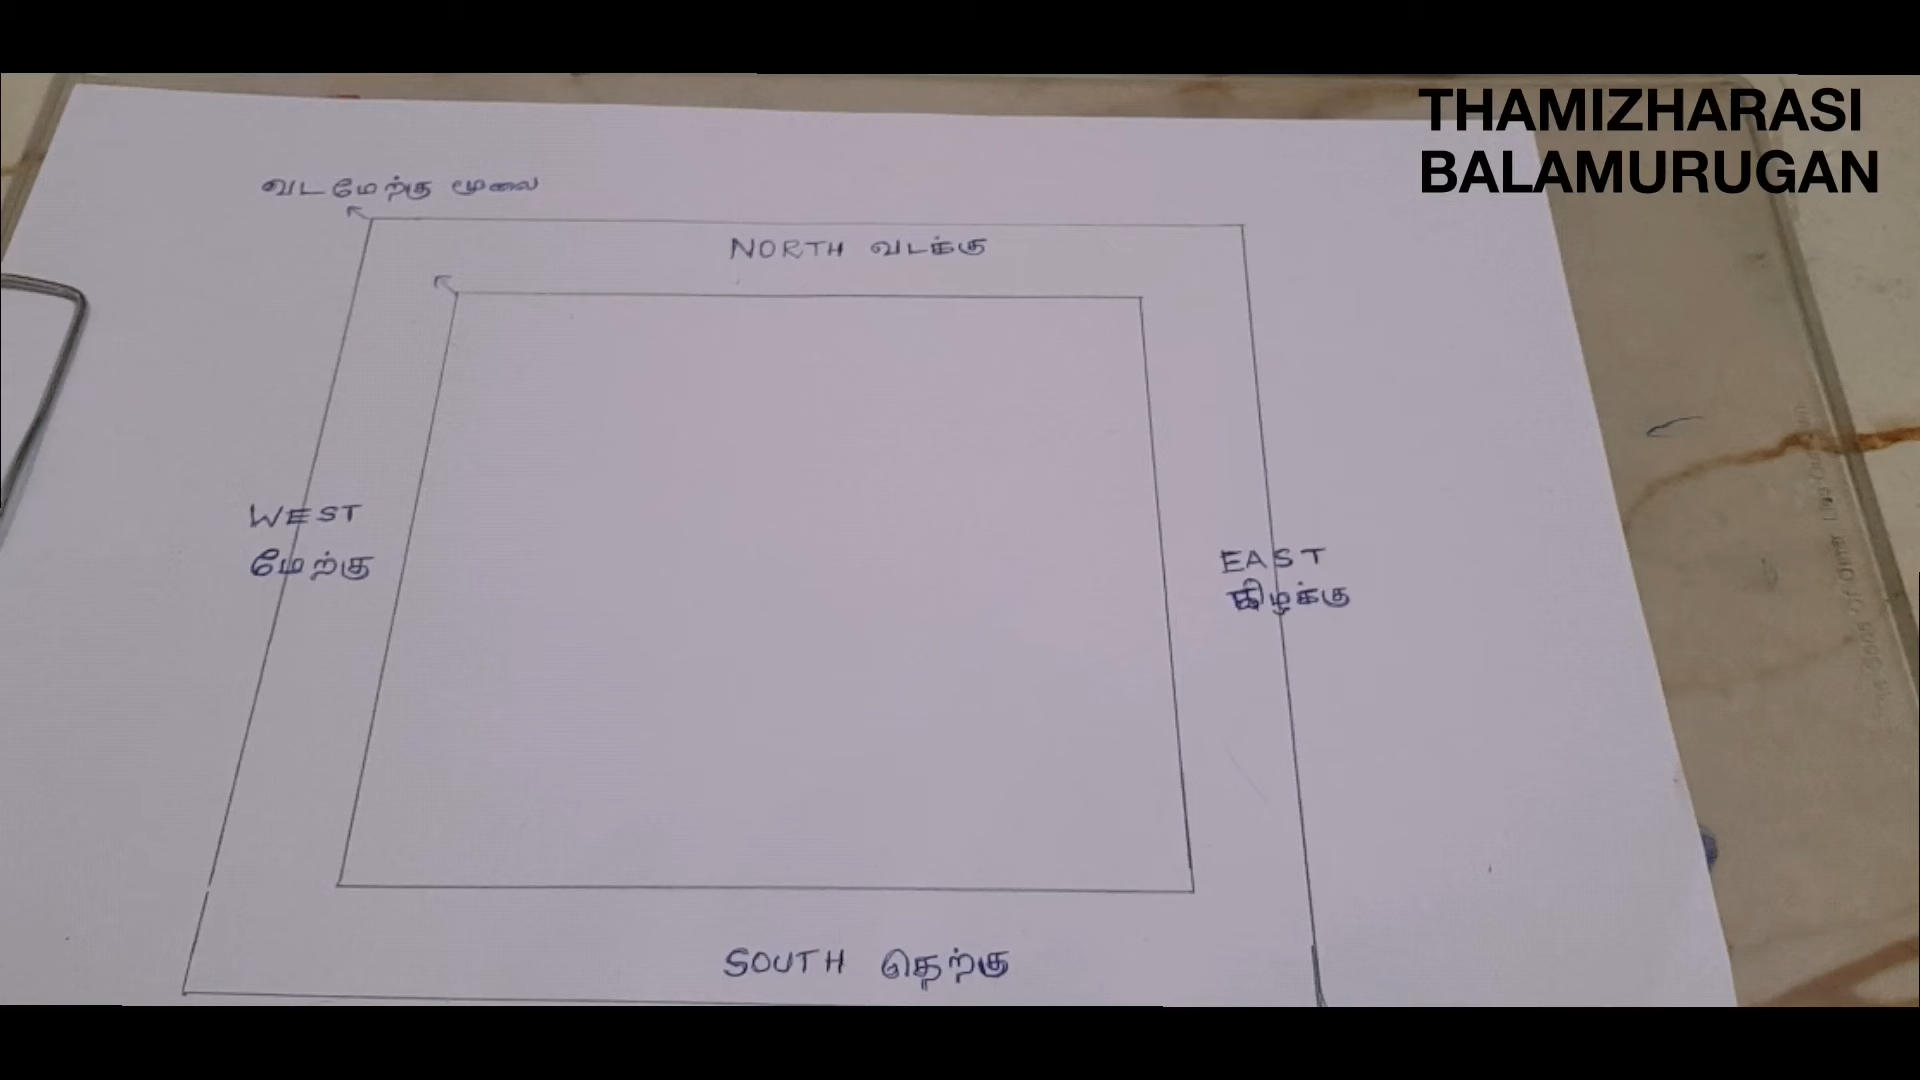 THAMIZHARASI
BALAMURUGAN
வடமேற்கு மூலை
NORTH வடக்கு
WEST
மேற்கு
EAST
கிழக்கு
SOUTH தெற்கு